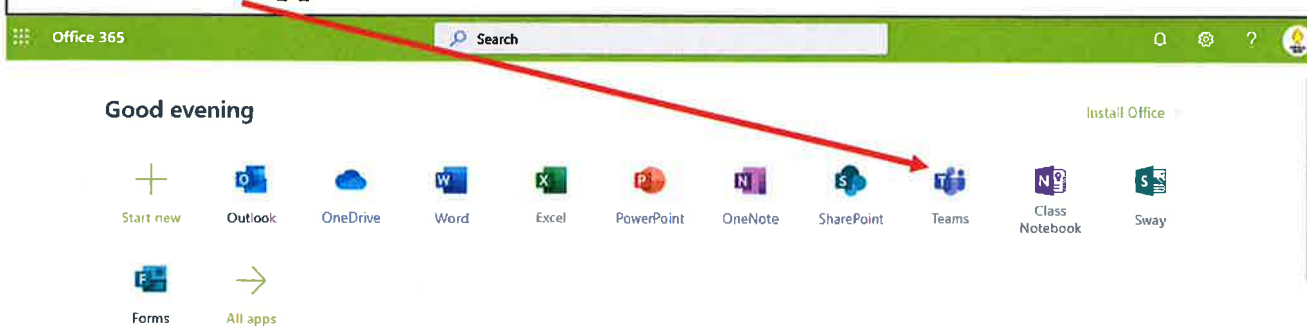 Office 365
Search
?
Good evening
Install Office
Start new
Outlook
OneDrive
Word
Excel
PowerPoint
OneNote
SharePoint
Teams
Class
Notebook
Sway
Forms
All apps